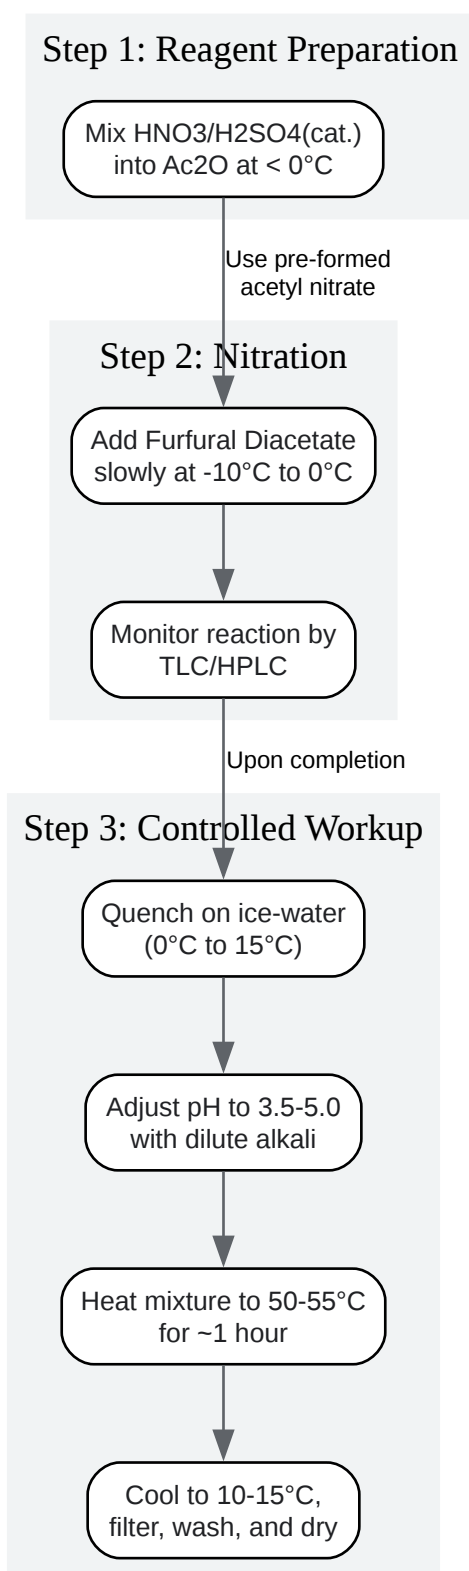 Step 1: Reagent Preparation
Mix HNO3/H2SO4(cat.)
into Ac2O at < 0°C
Use pre-formed
acetyl nitrate
Step 2: Nitration
Add Furfural Diacetate
slowly at -10°C to 0°C
Monitor reaction by
TLC/HPLC
Upon completion
Step 3: Controlled Workup
Quench on ice-water
(0°C to 15°C)
Adjust pH to 3.5-5.0
with dilute alkali
Heat mixture to 50-55°C
for ~1 hour
Cool to 10-15°C,
filter, wash, and dry